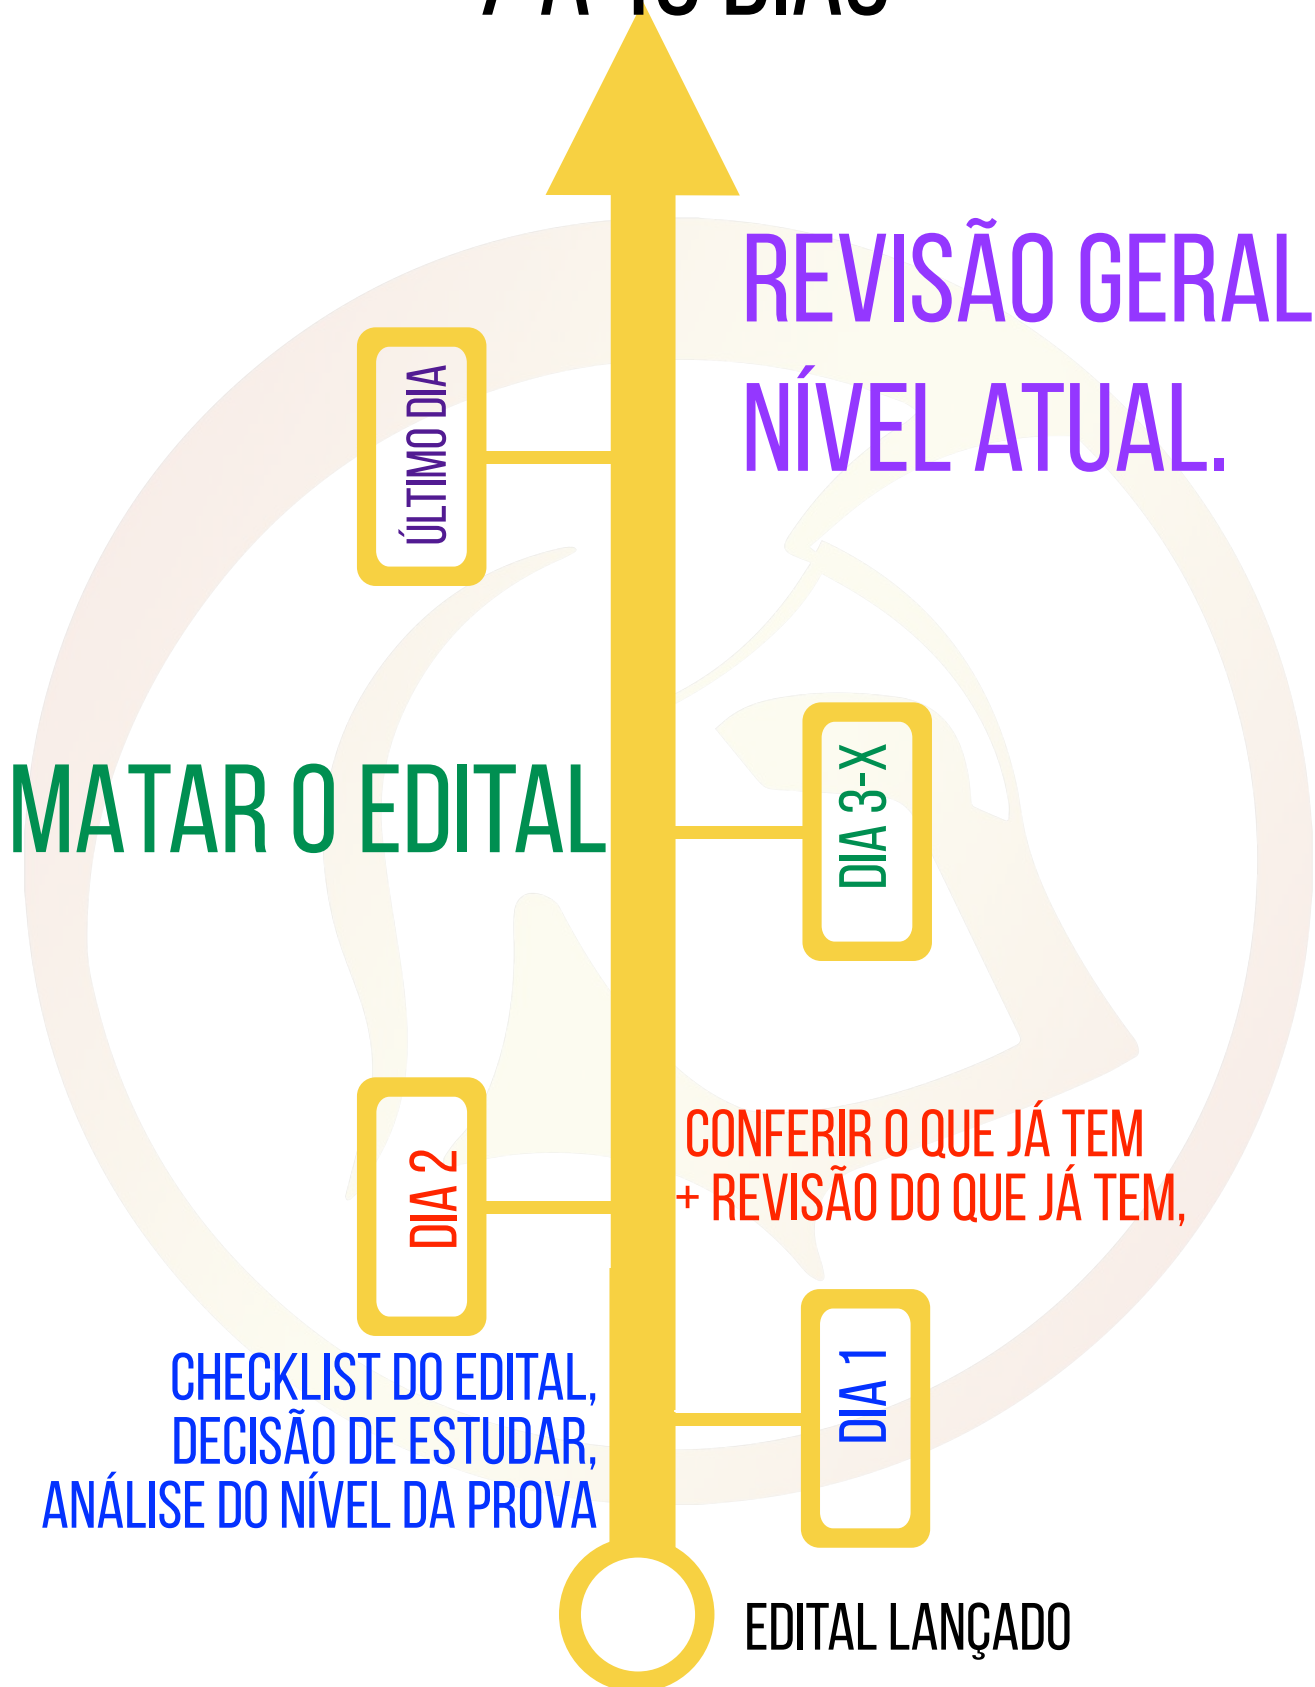 REVISÃO GERAL
NÍVEL ATUAL.
ÚLTIMO DIA
MATAR O EDITAL
DIA 3-X
DIA 2
CONFERIR O QUE JÁ TEM
+ REVISÃO DO QUE JÁ TEM,
CHECKLIST DO EDITAL,
DECISÃO DE ESTUDAR,
ANÁLISE DO NÍVEL DA PROVA
DIA 1
EDITAL LANÇADO